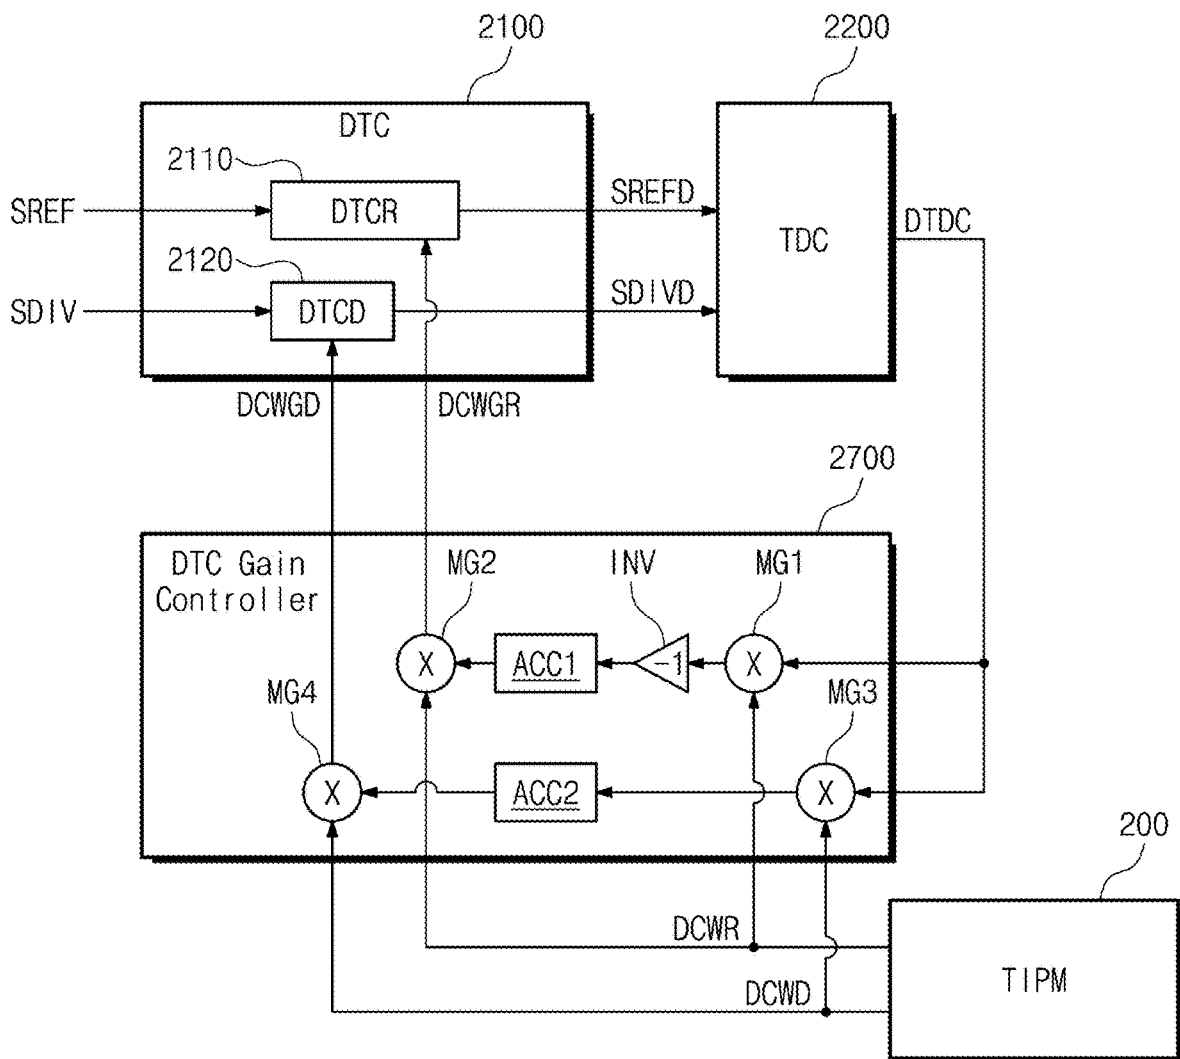 2100
2200
DTC
2110
SREF
DTCR
SREFD
TDC
DTDC
2120
SDIV
DTCD
SDIVD
DCWGD
DCWGR
2700
DTC Gain
Controller
MG2
INV
MG1
X
ACC1
-1
X
MG4
MG3
X
ACC2
X
200
DCWR
TIPM
DCWD